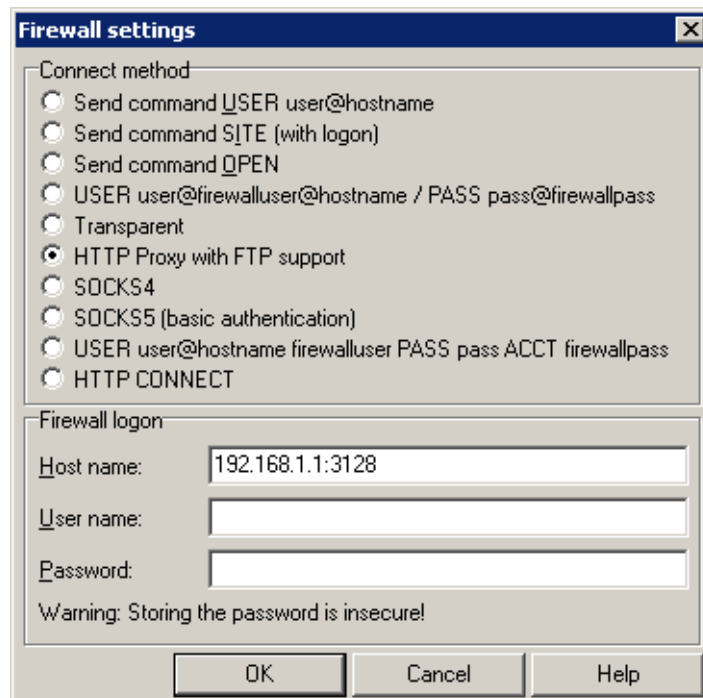 Firewall settings
Connect method
Send command USER user@hostname
Send command SITE (with logon)
Send command OPEN
USER user@firewalluser@hostname / PASS pass@firewallpass
Transparent
HTTP Proxy with FTP support
SOCKS4
SOCKS5 (basic authentication)
USER user@hostname firewalluser PASS pass ACCT firewallpass
HTTP CONNECT
Firewall logon
Host name: 192.168.1.1:3128
User name:
Password:
Warning: Storing the password is insecure!
OK Cancel Help